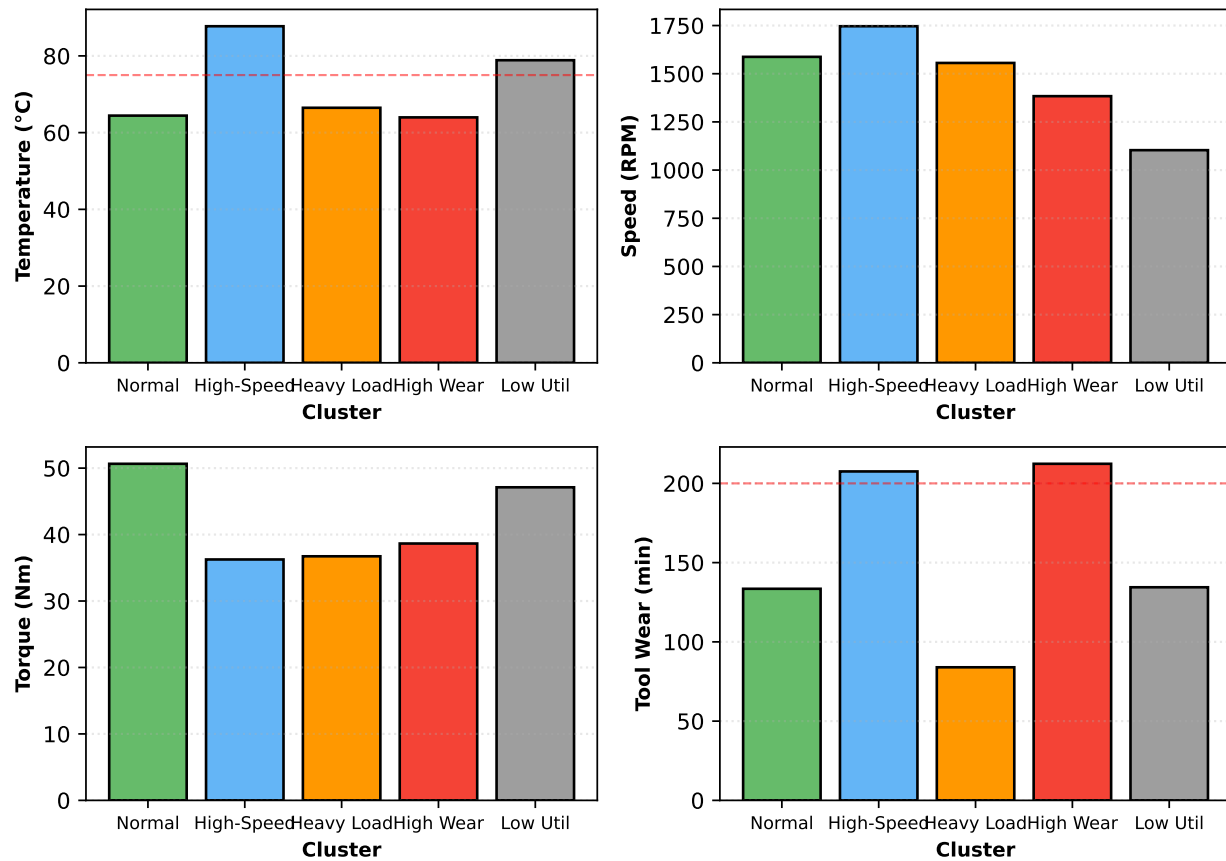 Temperature (°C)
80
60
40
20
0
Normal High-Speed Heavy Load High Wear Low Util
Cluster
Speed (RPM)
1750
1500
1250
1000
750
500
250
0
Normal High-Speed Heavy Load High Wear Low Util
Cluster
Torque (Nm)
50
40
30
20
10
0
Normal High-Speed Heavy Load High Wear Low Util
Cluster
Tool Wear (min)
200
150
100
50
0
Normal High-Speed Heavy Load High Wear Low Util
Cluster